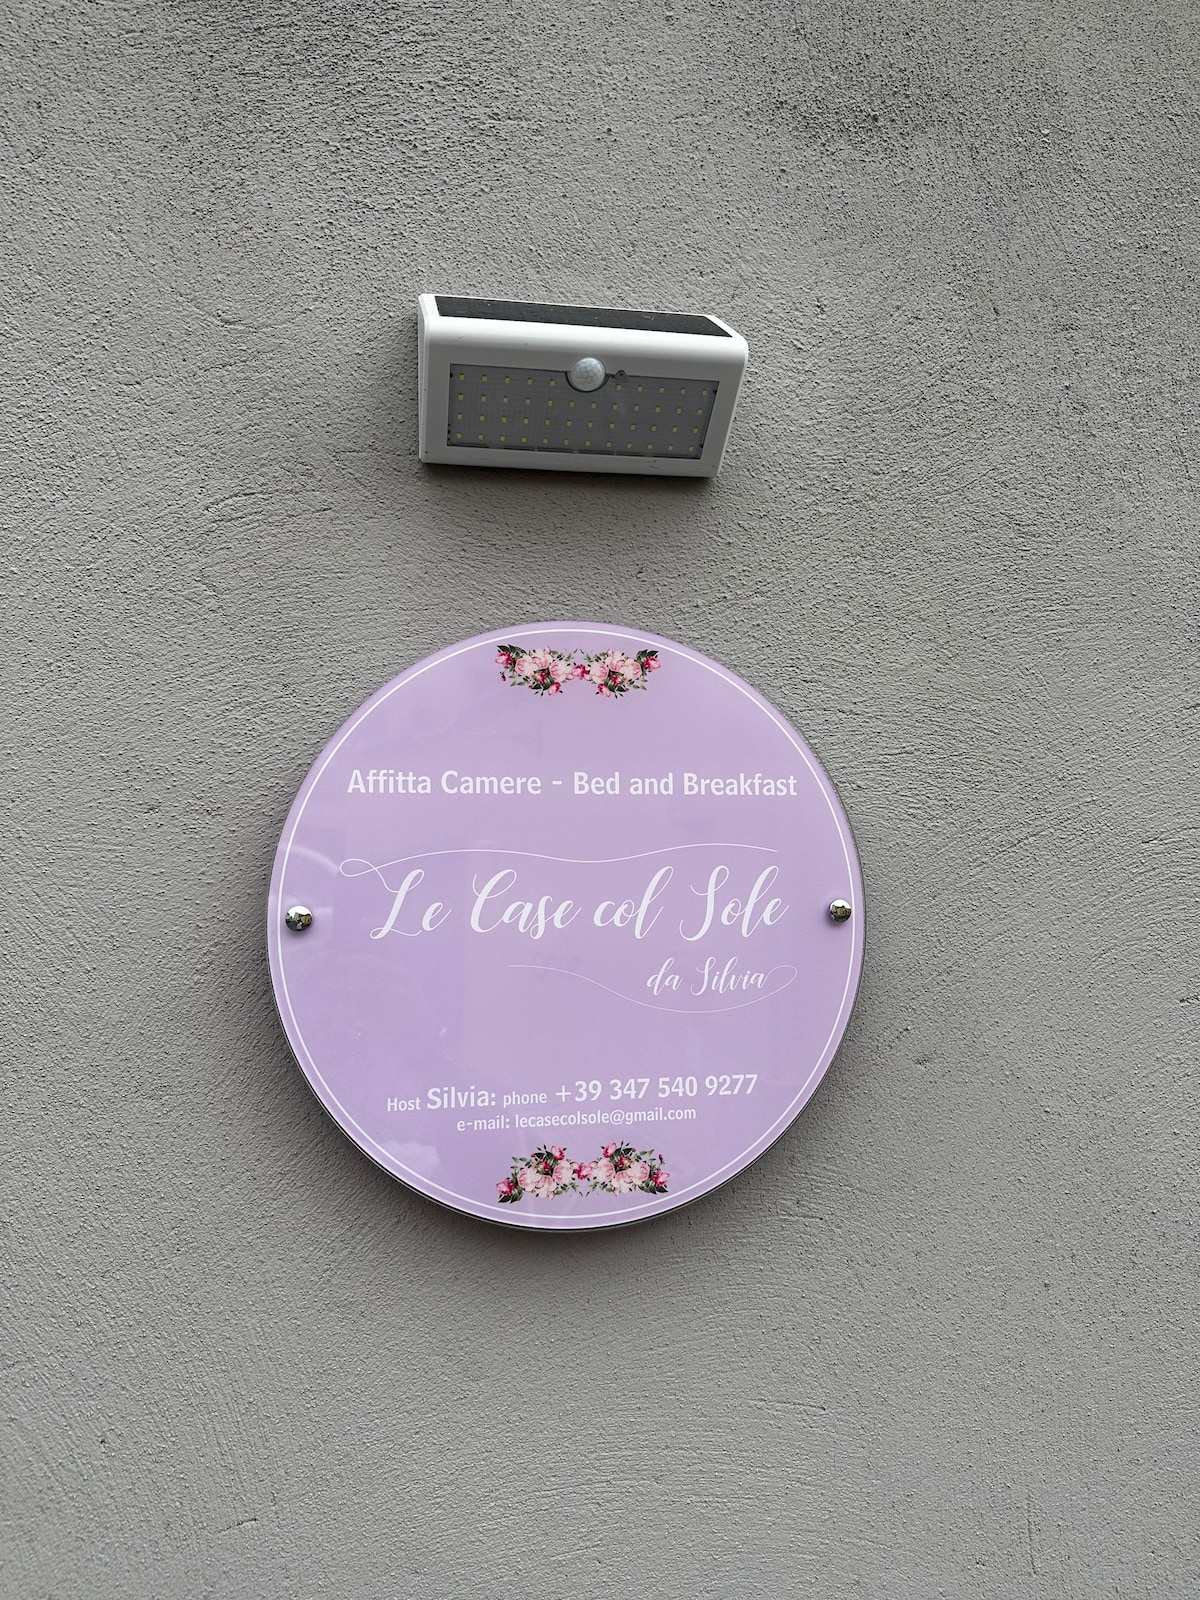 Affitta Camere - Bed and Breakfast
Le Case col Sole
da Silvia
Host Silvia: phone +39 347 540 9277
e-mail: lecasecolsole@gmail.com